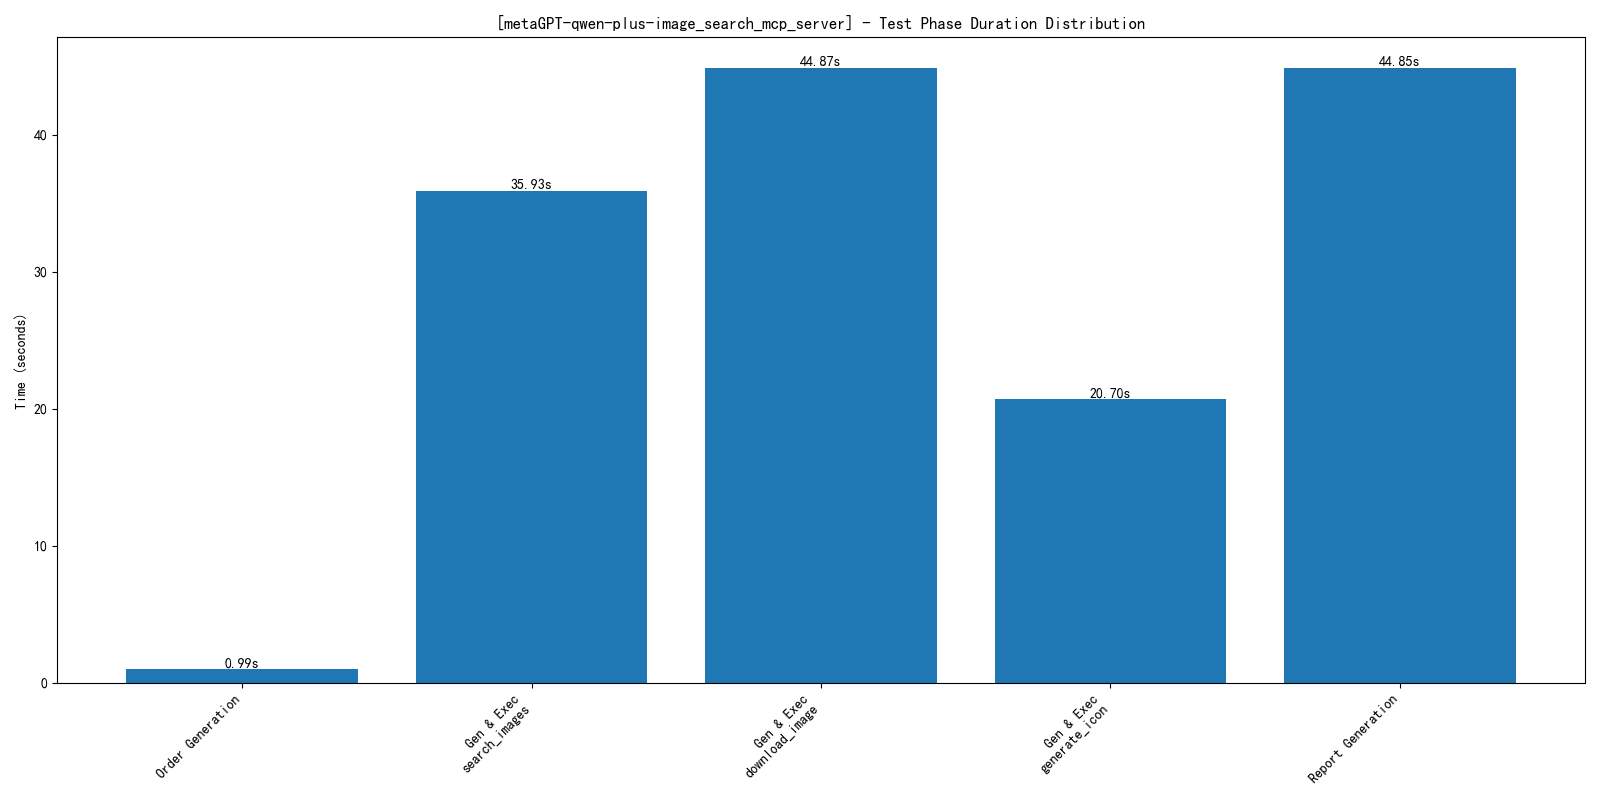 [metaGPT-qwen-plus-image_search_mcp_server] - Test Phase Duration Distribution
Time (seconds)
40
30
20
10
0
0.99s
35.93s
44.87s
20.70s
44.85s
Order Generation
Gen & Exec
search_images
Gen & Exec
download_image
Gen & Exec
generate_icon
Report Generation